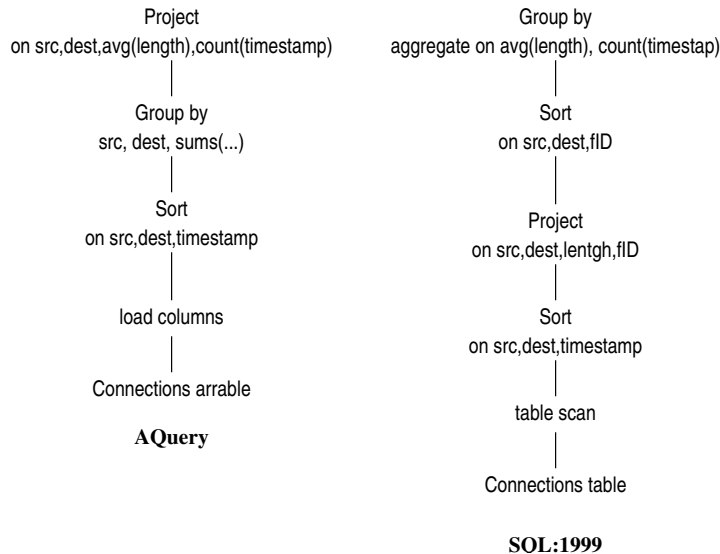 Project
on src,dest,avg(length),count(timestamp)
Group by
src, dest, sums(...)
Sort
on src,dest,timestamp
load columns
Connections arrable
AQuery
Group by
aggregate on avg(length), count(timestap)
Sort
on src,dest,fID
Project
on src,dest,lentgh,fID
Sort
on src,dest,timestamp
table scan
Connections table
SQL:1999